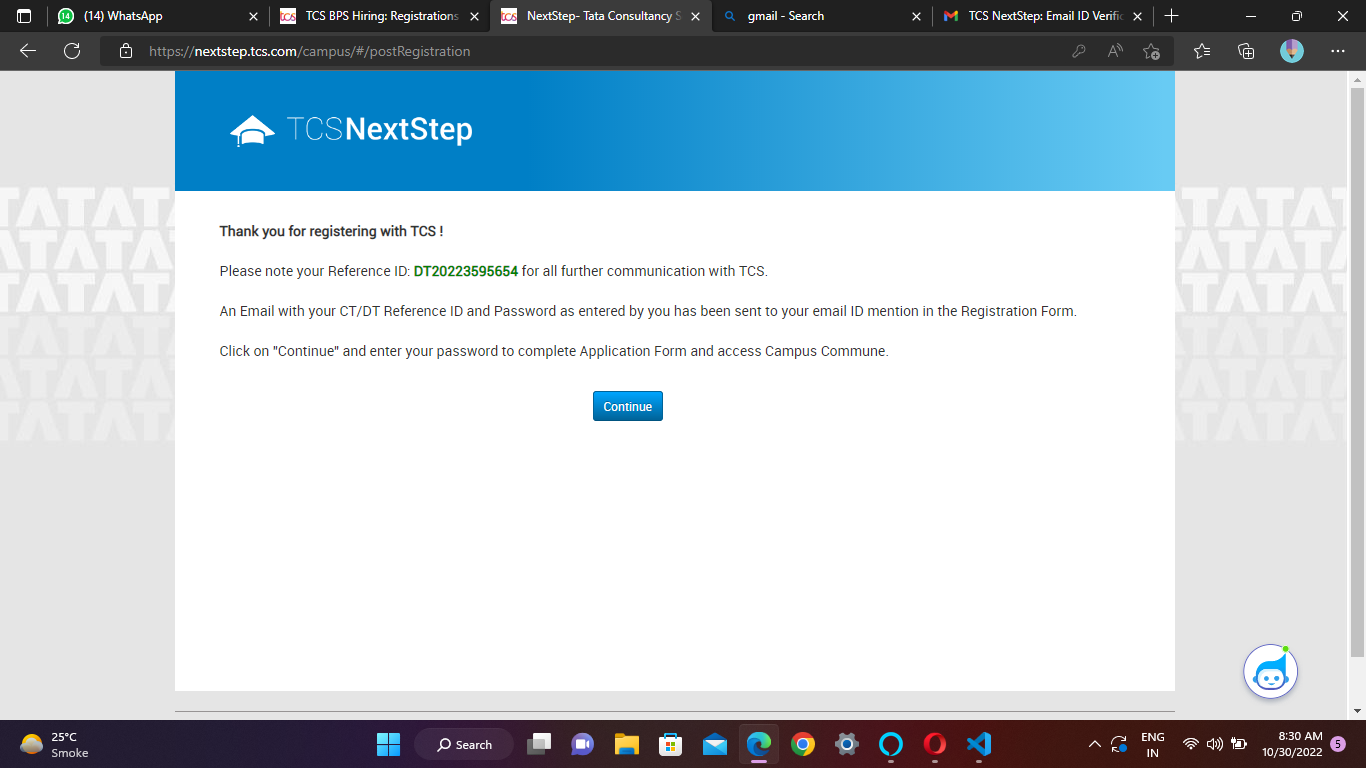 14
(14) WhatsApp
tcs
TCS BPS Hiring: Registrations
tcs
NextStep- Tata Consultancy S
gmail - Search
TCS NextStep: Email ID Verific
https://nextstep.tcs.com/campus/#/postRegistration
TCSNextStep
Thank you for registering with TCS !
Please note your Reference ID: DT20223595654 for all further communication with TCS.
An Email with your CT/DT Reference ID and Password as entered by you has been sent to your email ID mention in the Registration Form.
Click on "Continue" and enter your password to complete Application Form and access Campus Commune.
Continue
TATA
25°C
Smoke
Search
ENG
IN
8:30 AM
10/30/2022
5